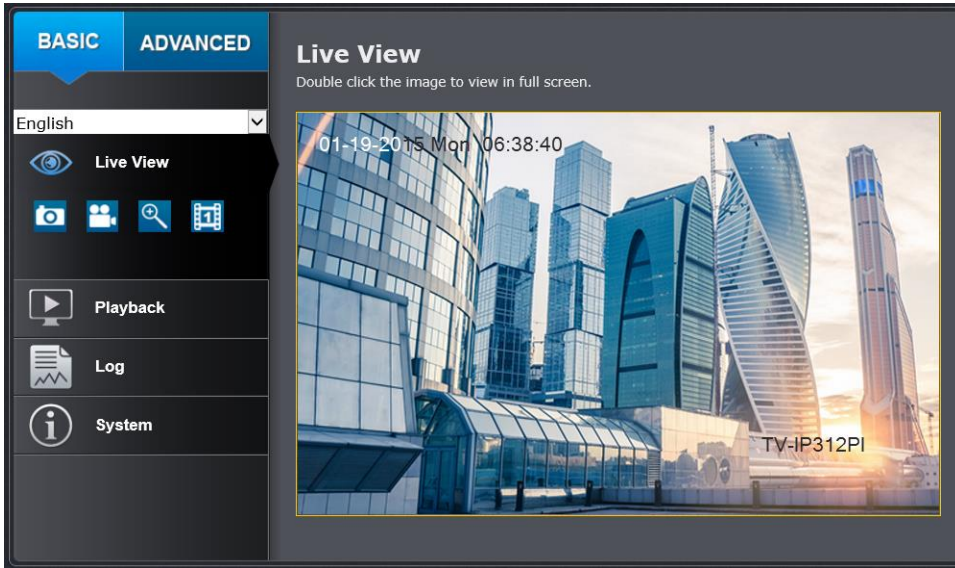 BASIC
ADVANCED
English
Live View
1
Playback
Log
System
Live View
Double click the image to view in full screen.
01-19-2015 Mon 06:38:40
TV-IP312PI